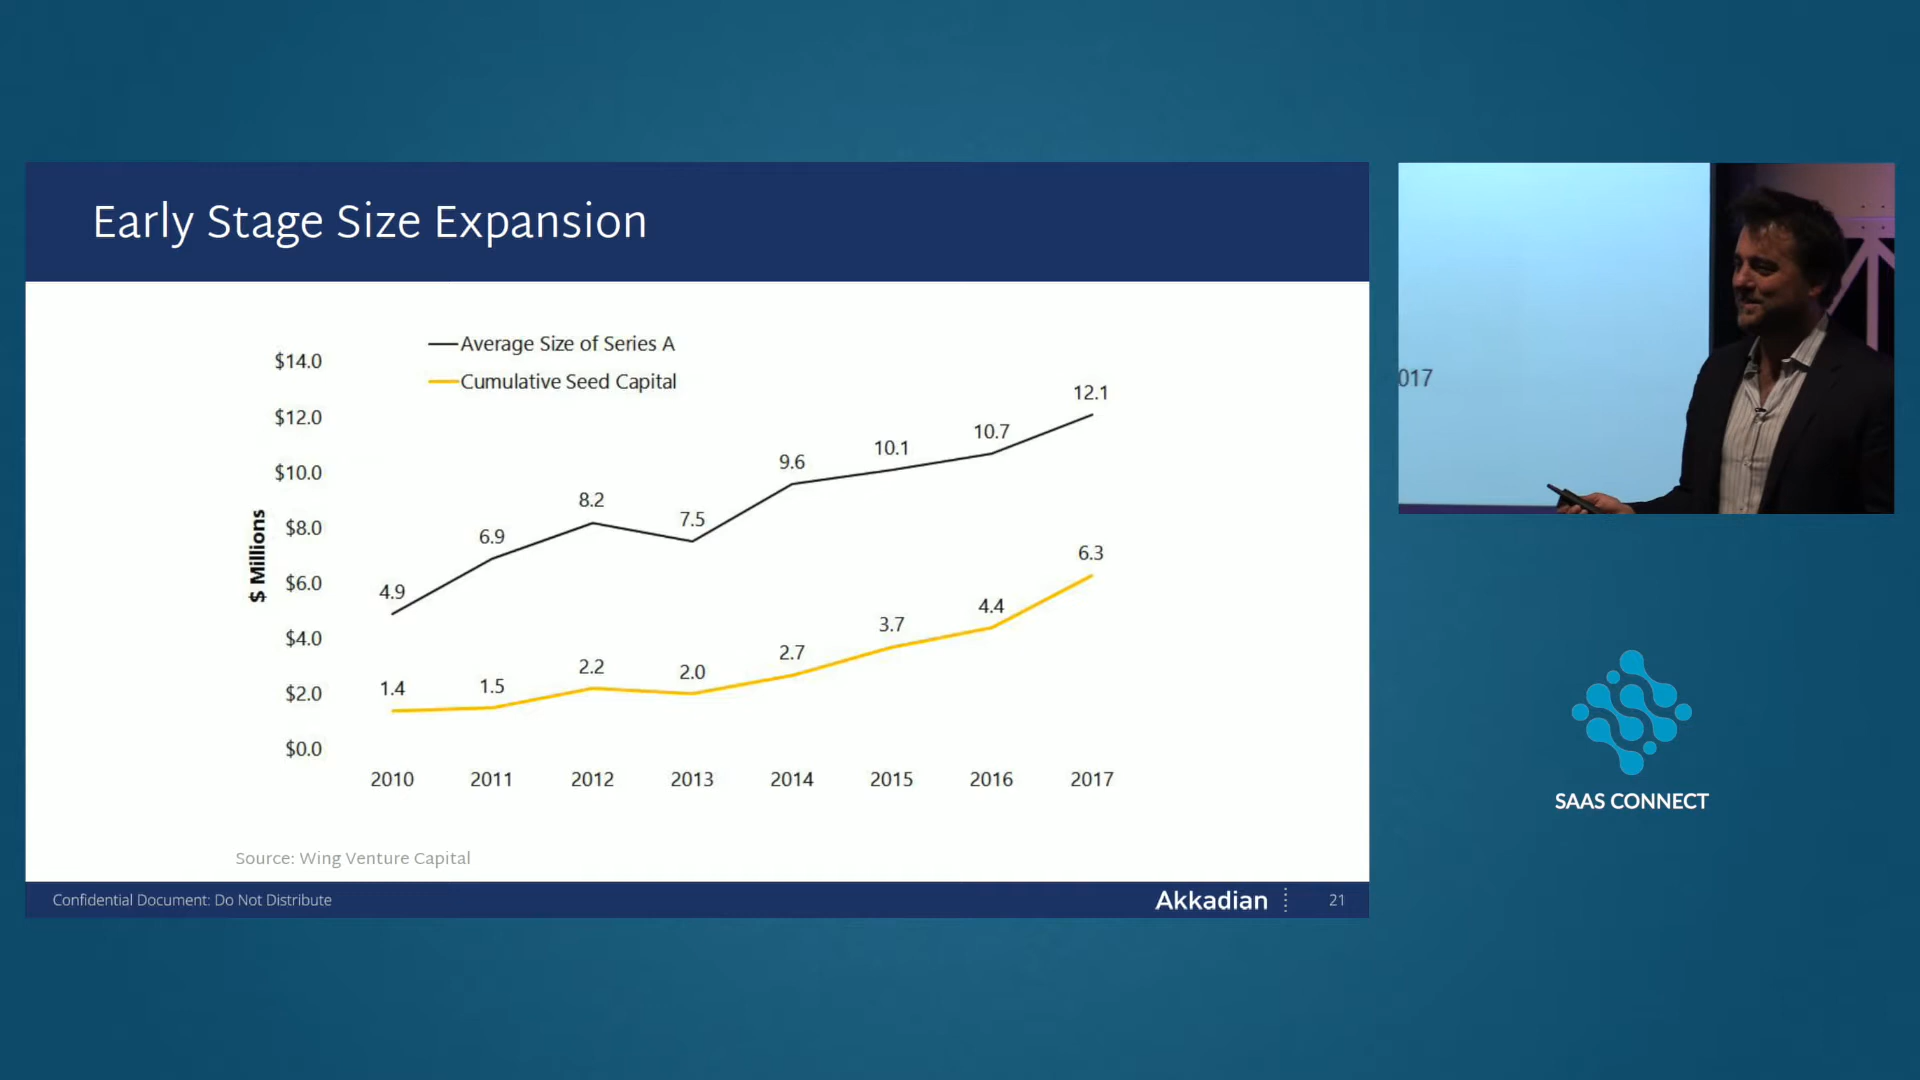 Early Stage Size Expansion
Average Size of Series A
Cumulative Seed Capital
$ Millions
$14.0
$12.0
$10.0
$8.0
$6.0
$4.0
$2.0
$0.0
4.9
6.9
8.2
7.5
9.6
10.1
10.7
12.1
1.4
1.5
2.2
2.0
2.7
3.7
4.4
6.3
2010 2011 2012 2013 2014 2015 2016 2017
Source: Wing Venture Capital
Confidential Document: Do Not Distribute
Akkadian
21
017
SAAS CONNECT